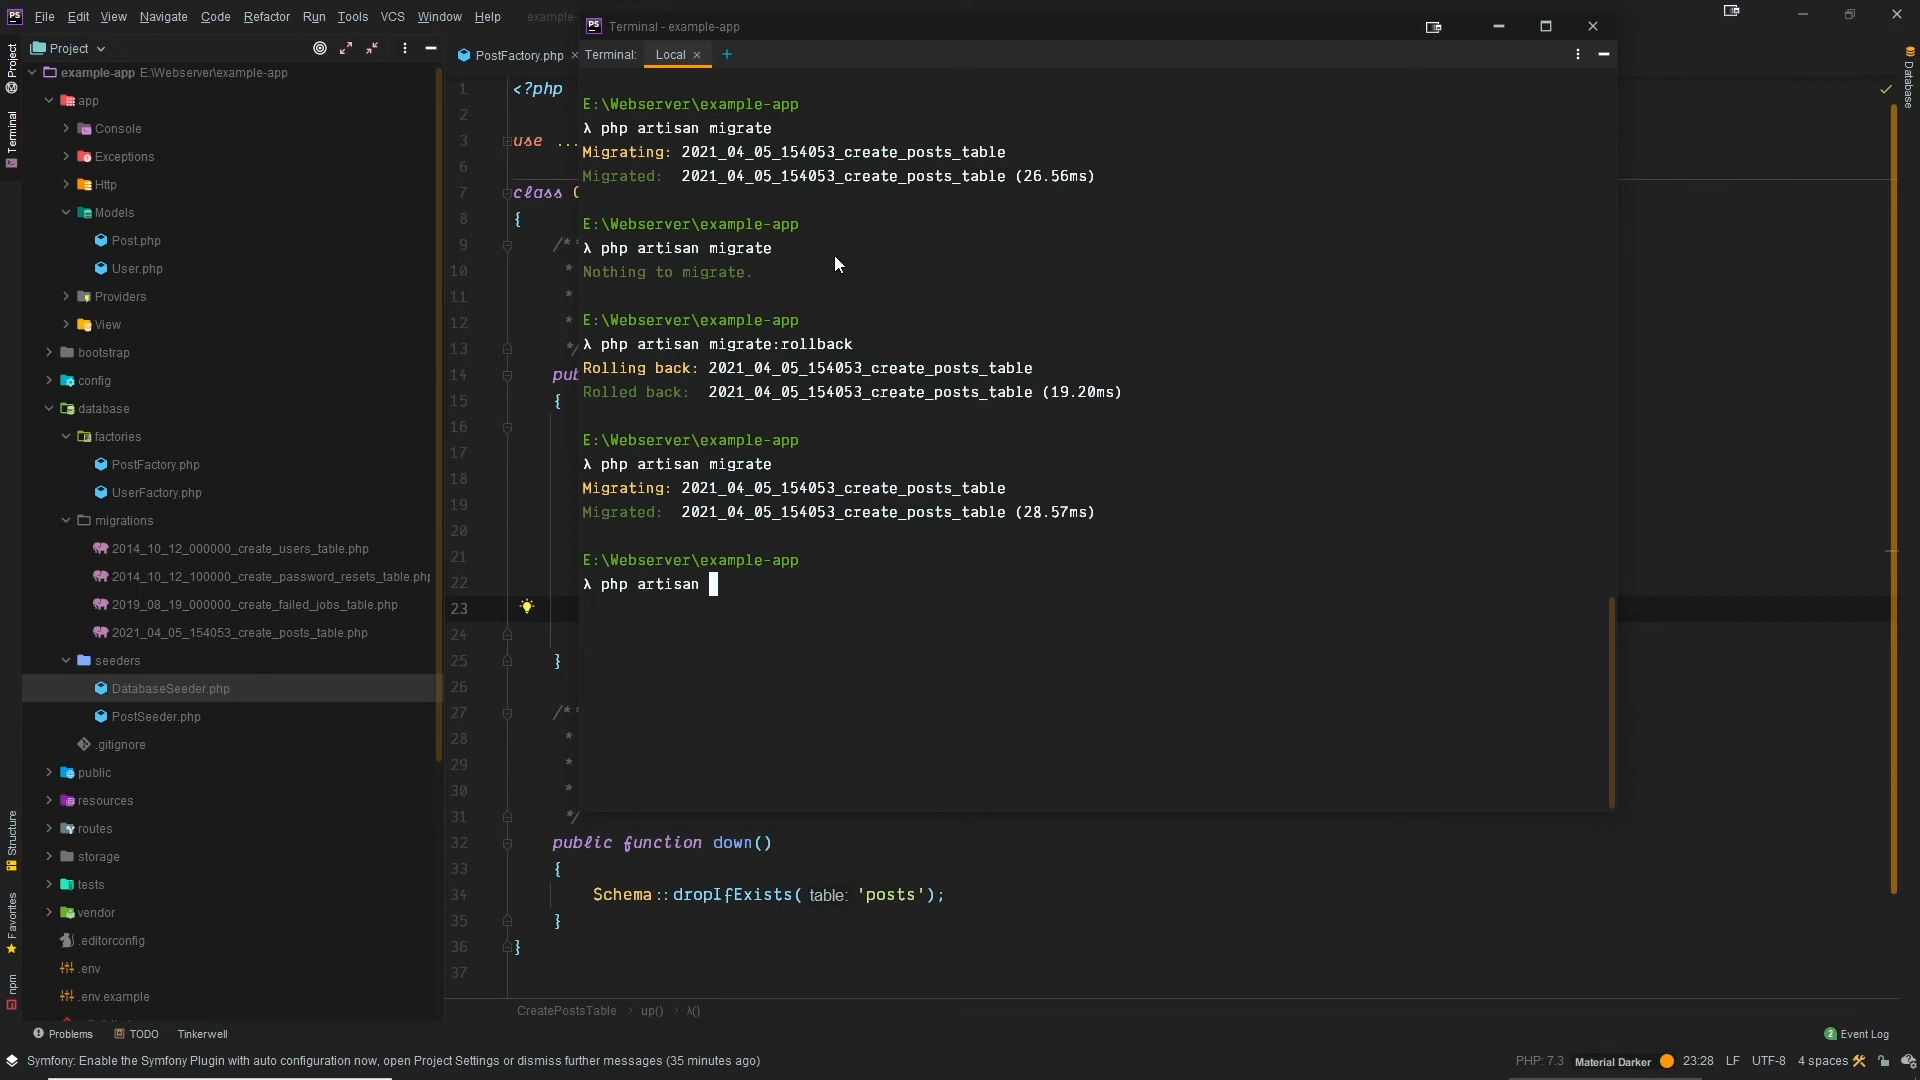 File Edit View Navigate Code Refactor Run Tools VCS Window Help example-
Terminal - example-app
Project
PostFactory.php
Terminal: Local
example-app E:\Webserver\example-app
app
Console
Exceptions
Http
Models
Post.php
User.php
Providers
View
bootstrap
config
database
factories
PostFactory.php
UserFactory.php
migrations
2014_10_12_000000_create_users_table.php
2014_10_12_100000_create_password_resets_table.php
2019_08_19_000000_create_failed_jobs_table.php
2021_04_05_154053_create_posts_table.php
seeders
DatabaseSeeder.php
PostSeeder.php
.gitignore
public
resources
routes
storage
tests
vendor
.editorconfig
.env
.env.example
Project
Terminal
Structure
Favorites
npm
1 <?php
2
3 use ...
6
7 class C
8 {
9 /**
10 *
11 *
12 *
13 */
14 pub
15 {
16
17
18
19
20
21
22
23
24
25 }
26
27 /**
28 *
29 *
30 *
31 */
32 public function down()
33 {
34 Schema::dropIfExists( table: 'posts');
35 }
36 }
37
E:\Webserver\example-app
λ php artisan migrate
Migrating: 2021_04_05_154053_create_posts_table
Migrated: 2021_04_05_154053_create_posts_table (26.56ms)
E:\Webserver\example-app
λ php artisan migrate
Nothing to migrate.
E:\Webserver\example-app
λ php artisan migrate:rollback
Rolling back: 2021_04_05_154053_create_posts_table
Rolled back: 2021_04_05_154053_create_posts_table (19.20ms)
E:\Webserver\example-app
λ php artisan migrate
Migrating: 2021_04_05_154053_create_posts_table
Migrated: 2021_04_05_154053_create_posts_table (28.57ms)
E:\Webserver\example-app
λ php artisan
Database
CreatePostsTable › up() › λ()
Problems TODO Tinkerwell
2 Event Log
Symfony: Enable the Symfony Plugin with auto configuration now, open Project Settings or dismiss further messages (35 minutes ago)
PHP: 7.3 Material Darker 23:28 LF UTF-8 4 spaces